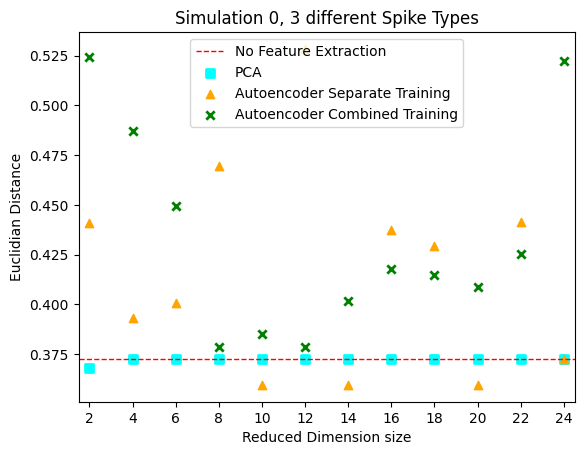 Simulation 0, 3 different Spike Types
No Feature Extraction
PCA
Autoencoder Separate Training
Autoencoder Combined Training
Euclidian Distance
0.525
0.500
0.475
0.450
0.425
0.400
0.375
2 4 6 8 10 12 14 16 18 20 22 24
Reduced Dimension size